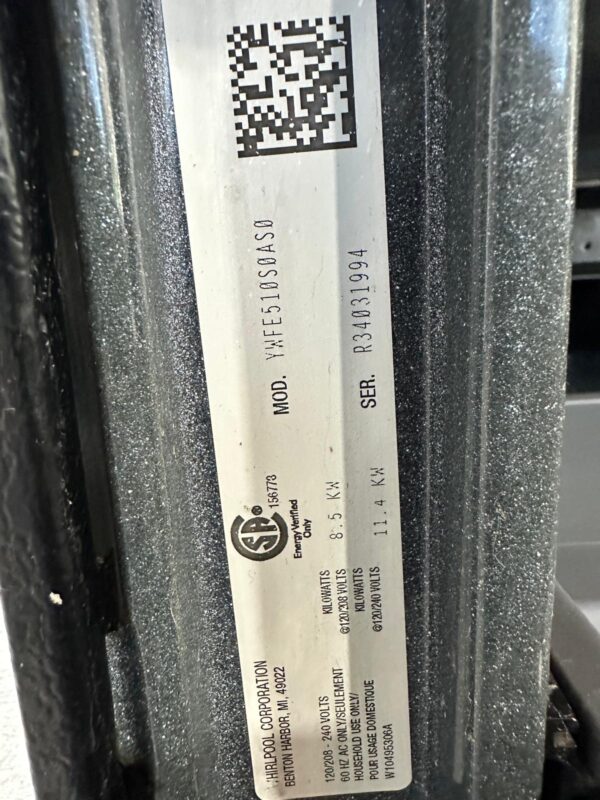 WHIRLPOOL CORPORATION
BENTON HARBOR, MI, 49022
120/208 - 240 VOLTS
60 HZ AC ONLY/SEULEMENT
HOUSEHOLD USE ONLY/
POUR USAGE DOMESTIQUE
W10495306A
KILOWATTS
@120/208 VOLTS 8.5 KW
KILOWATTS
@120/240 VOLTS 11.4 KW
SA®
156773
Energy Verified
Only
MOD. YWFE510S0AS0
SER. R34031994